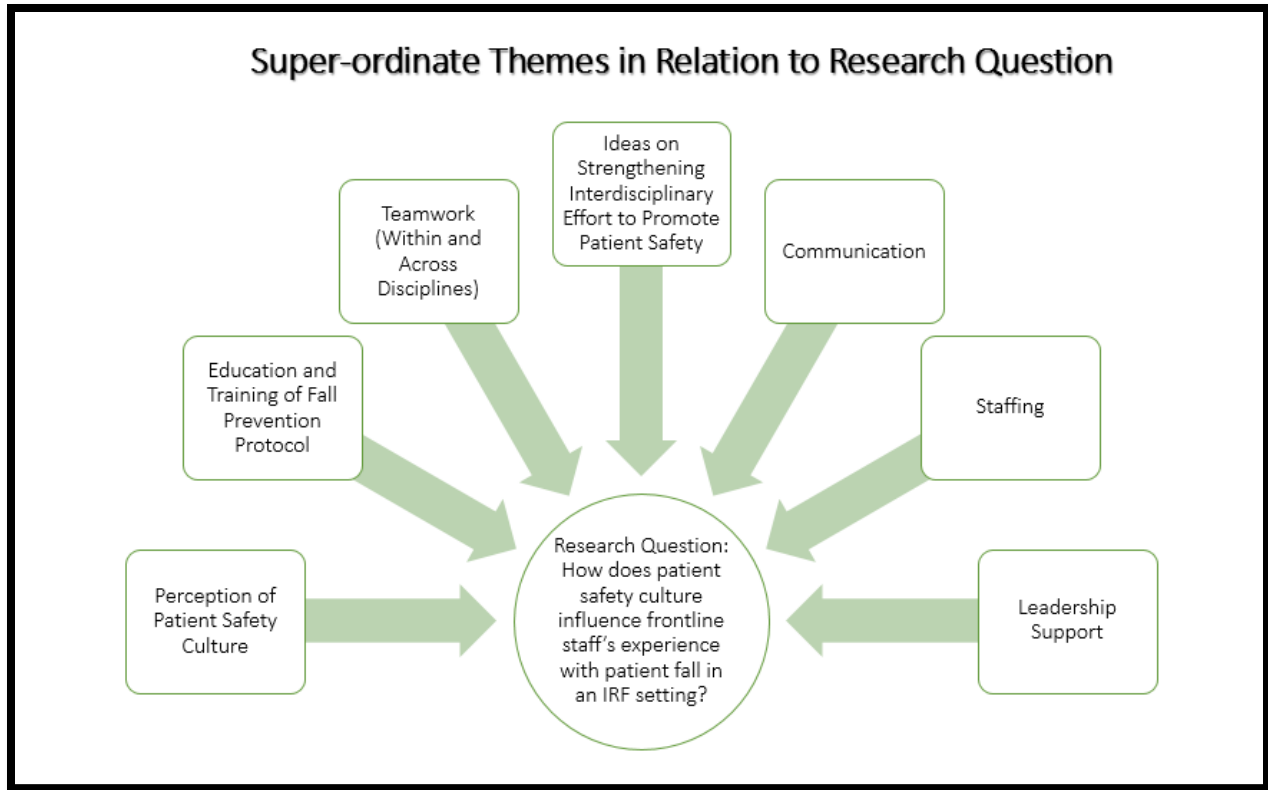 Super-ordinate Themes in Relation to Research Question
Ideas on
Strengthening
Interdisciplinary
Effort to Promote
Patient Safety
Teamwork
(Within and
Across
Disciplines)
Communication
Education and
Training of Fall
Prevention
Protocol
Staffing
Perception of
Patient Safety
Culture
Research Question:
How does patient
safety culture
influence frontline
staff’s experience
with patient fall in
an IRF setting?
Leadership
Support